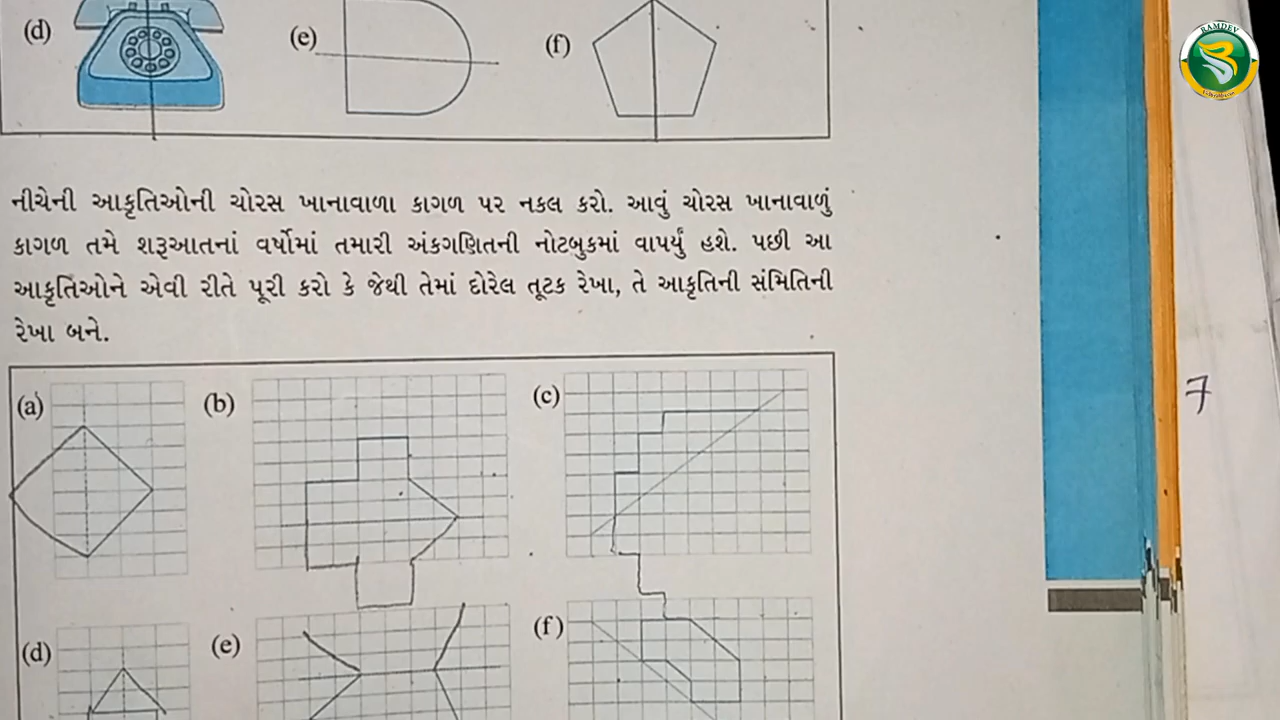 (d) (e) (f)
RAMDEV
નીચેની આકૃતિઓની ચોરસ ખાનાવાળા કાગળ પર નકલ કરો. આવું ચોરસ ખાનાવાળું
કાગળ તમે શરૂઆતનાં વર્ષોમાં તમારી અંકગણિતની નોટબુકમાં વાપર્યું હશે. પછી આ
આકૃતિઓને એવી રીતે પૂરી કરો કે જેથી તેમાં દોરેલ તૂટક રેખા, તે આકૃતિની સંમિતિની
રેખા બને.
(a) (b) (c)
7
(d) (e) (f)